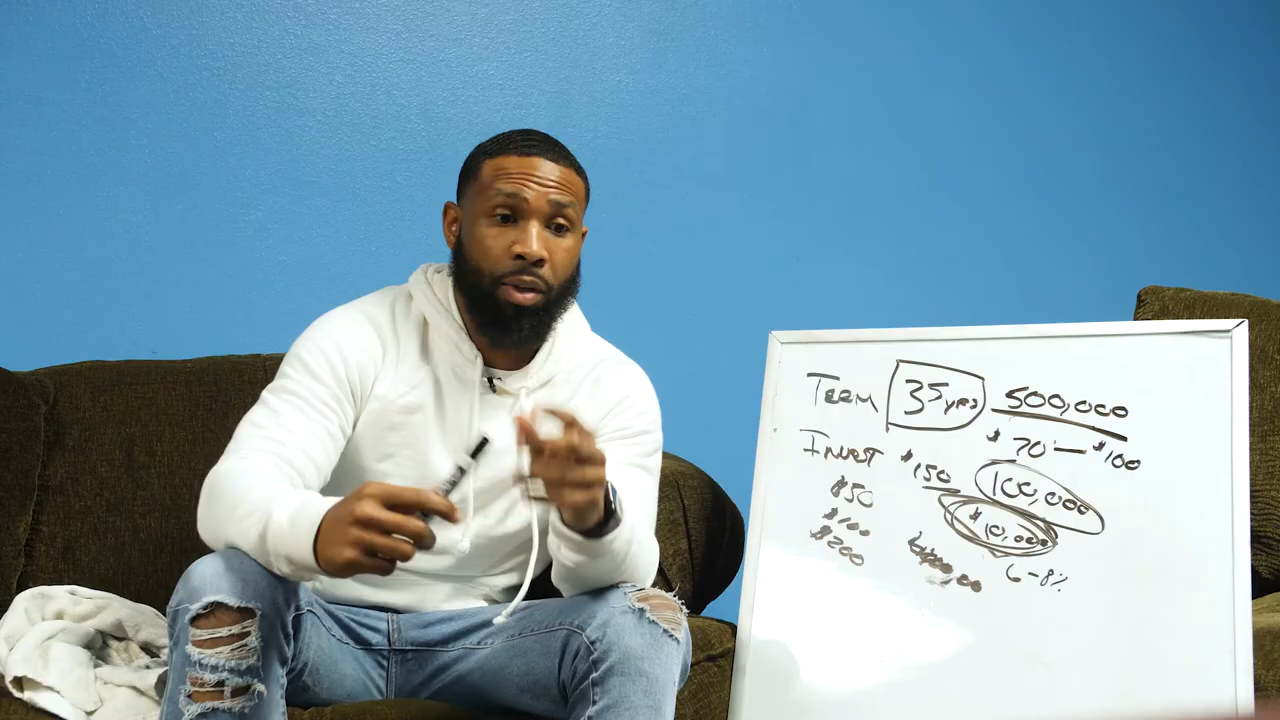 Term 35yrs 500,000
$70 — $100
Invest $150 100,000
$50 $10,000
$100
$200 6-8%